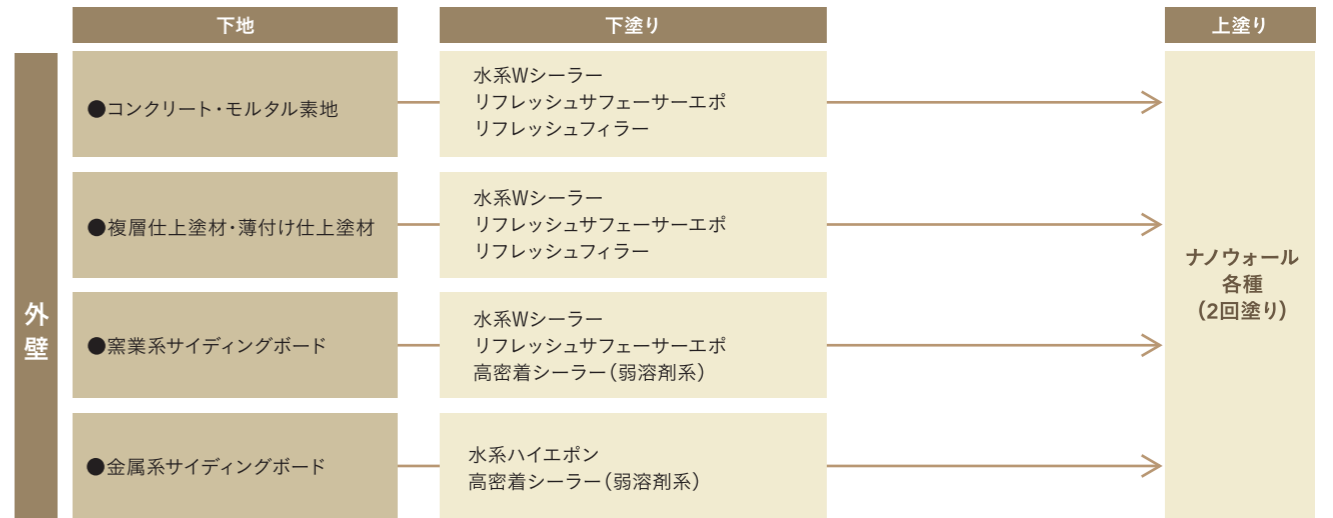 下地
下塗り
上塗り
外壁
●コンクリート・モルタル素地
水系Wシーラー
リフレッシュサフェーサーエポ
リフレッシュフィラー
●複層仕上塗材・薄付け仕上塗材
水系Wシーラー
リフレッシュサフェーサーエポ
リフレッシュフィラー
●窯業系サイディングボード
水系Wシーラー
リフレッシュサフェーサーエポ
高密着シーラー(弱溶剤系)
●金属系サイディングボード
水系ハイエポン
高密着シーラー(弱溶剤系)
ナノウォール
各種
(2回塗り)